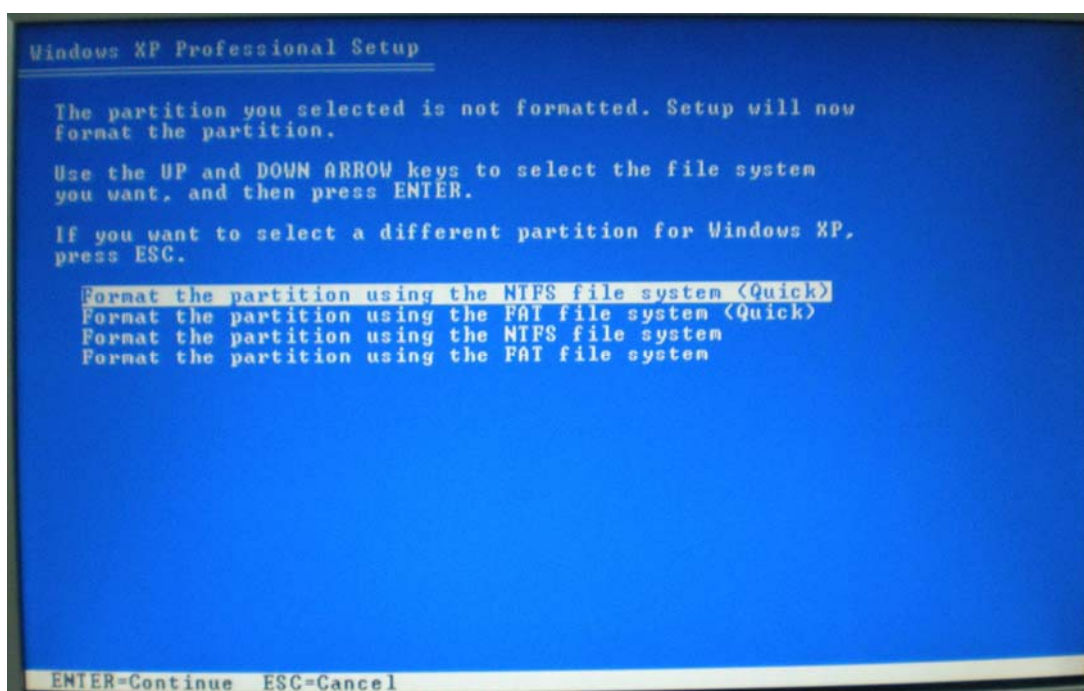 Windows XP Professional Setup
The partition you selected is not formatted. Setup will now
format the partition.
Use the UP and DOWN ARROW keys to select the file system
you want, and then press ENTER.
If you want to select a different partition for Windows XP,
press ESC.
Format the partition using the NTFS file system (Quick)
Format the partition using the FAT file system (Quick)
Format the partition using the NTFS file system
Format the partition using the FAT file system
ENTER=Continue ESC=Cancel